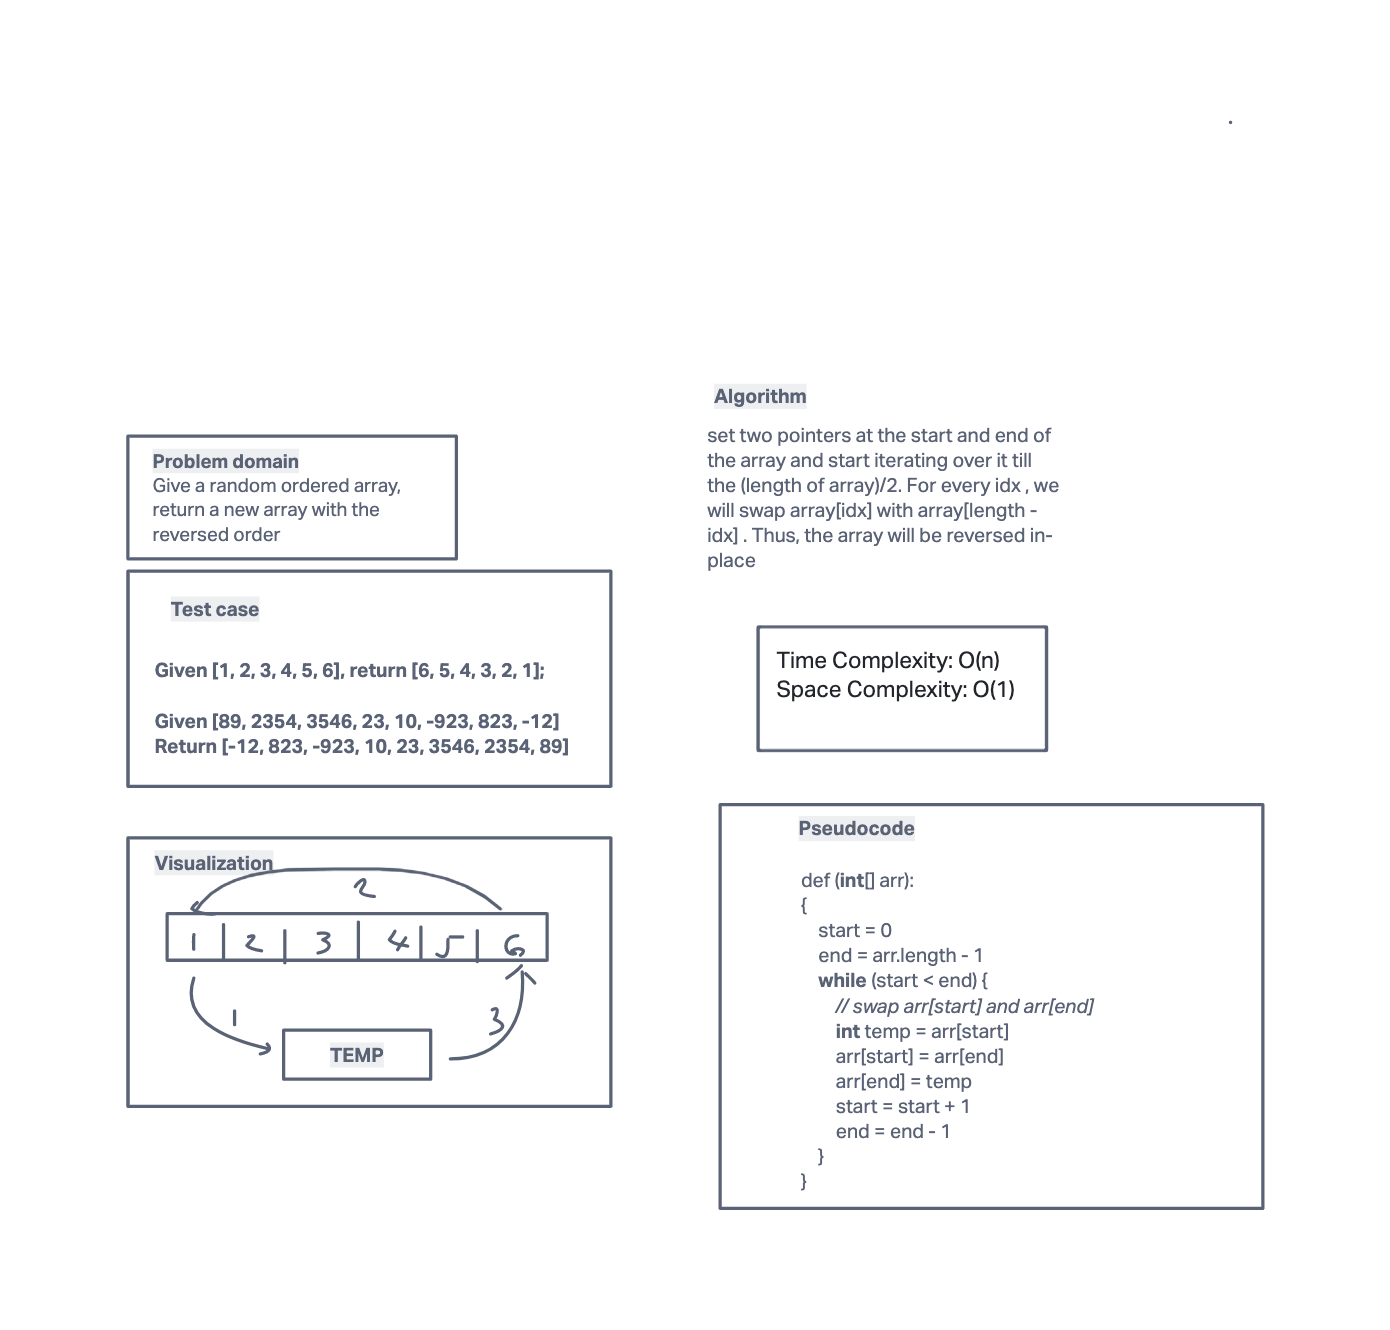 Problem domain
Give a random ordered array,
return a new array with the
reversed order
Test case
Given [1, 2, 3, 4, 5, 6], return [6, 5, 4, 3, 2, 1];
Given [89, 2354, 3546, 23, 10, -923, 823, -12]
Return [-12, 823, -923, 10, 23, 3546, 2354, 89]
Visualization
2
1 2 3 4 5 6
1
3
TEMP
Algorithm
set two pointers at the start and end of
the array and start iterating over it till
the (length of array)/2. For every idx , we
will swap array[idx] with array[length -
idx] . Thus, the array will be reversed in-
place
Time Complexity: O(n)
Space Complexity: O(1)
Pseudocode
def (int[] arr):
{
start = 0
end = arr.length - 1
while (start < end) {
// swap arr[start] and arr[end]
int temp = arr[start]
arr[start] = arr[end]
arr[end] = temp
start = start + 1
end = end - 1
}
}